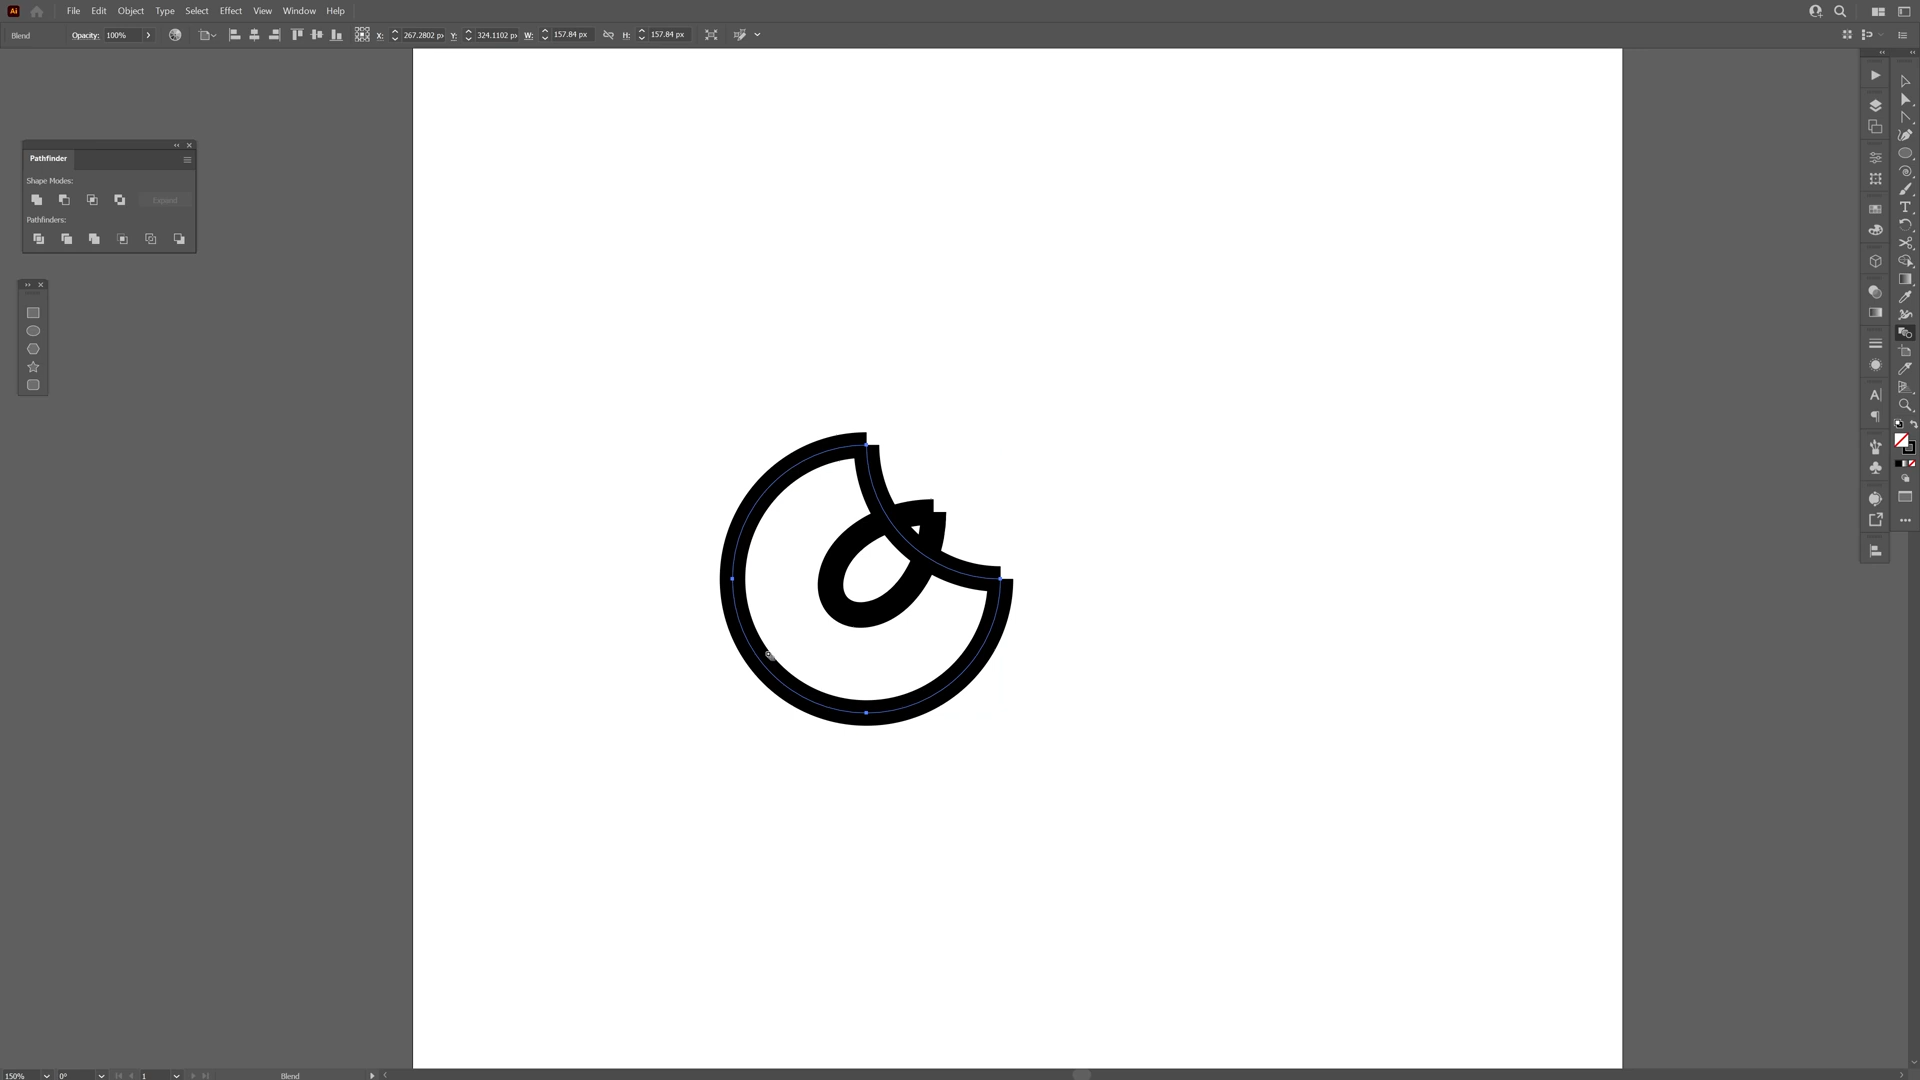 Ai File Edit Object Type Select Effect View Window Help
Blend Opacity: 100% X: 267.2802 px Y: 324.1102 px W: 157.84 px H: 157.84 px
Pathfinder
Shape Modes:
Expand
Pathfinders:
150% 0° 1 Blend